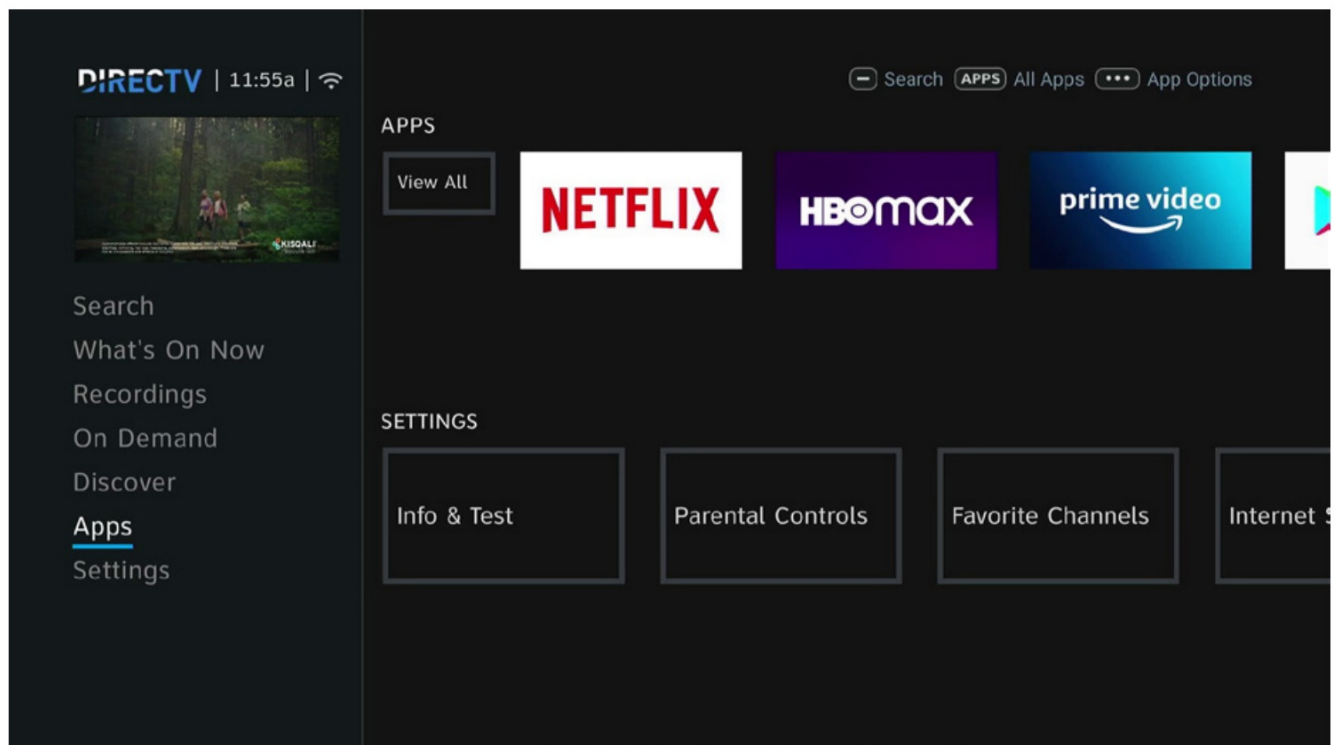 DIRECTV | 11:55a |
Search APPS All Apps ••• App Options
KISQALI
Search
What's On Now
Recordings
On Demand
Discover
Apps
Settings
APPS
View All
NETFLIX
HBOmax
prime video
SETTINGS
Info & Test
Parental Controls
Favorite Channels
Internet